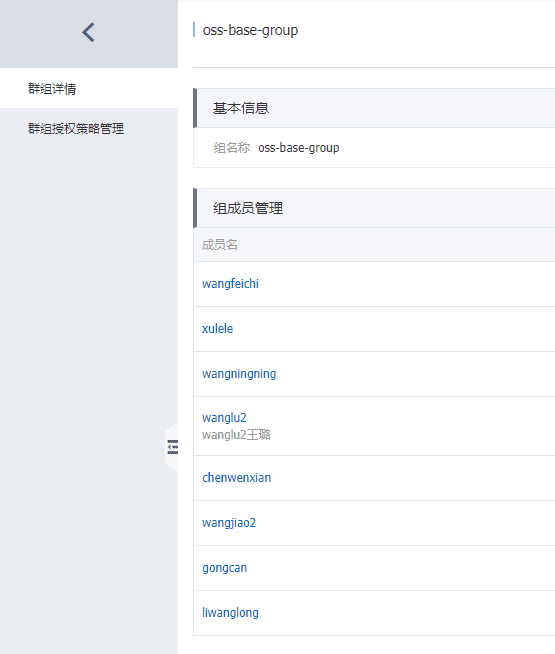 oss-base-group
群组详情
群组授权策略管理
基本信息
组名称 oss-base-group
组成员管理
成员名
wangfeichi
xulele
wangningning
wanglu2
wanglu2王璐
chenwenxian
wangjiao2
gongcan
liwanglong